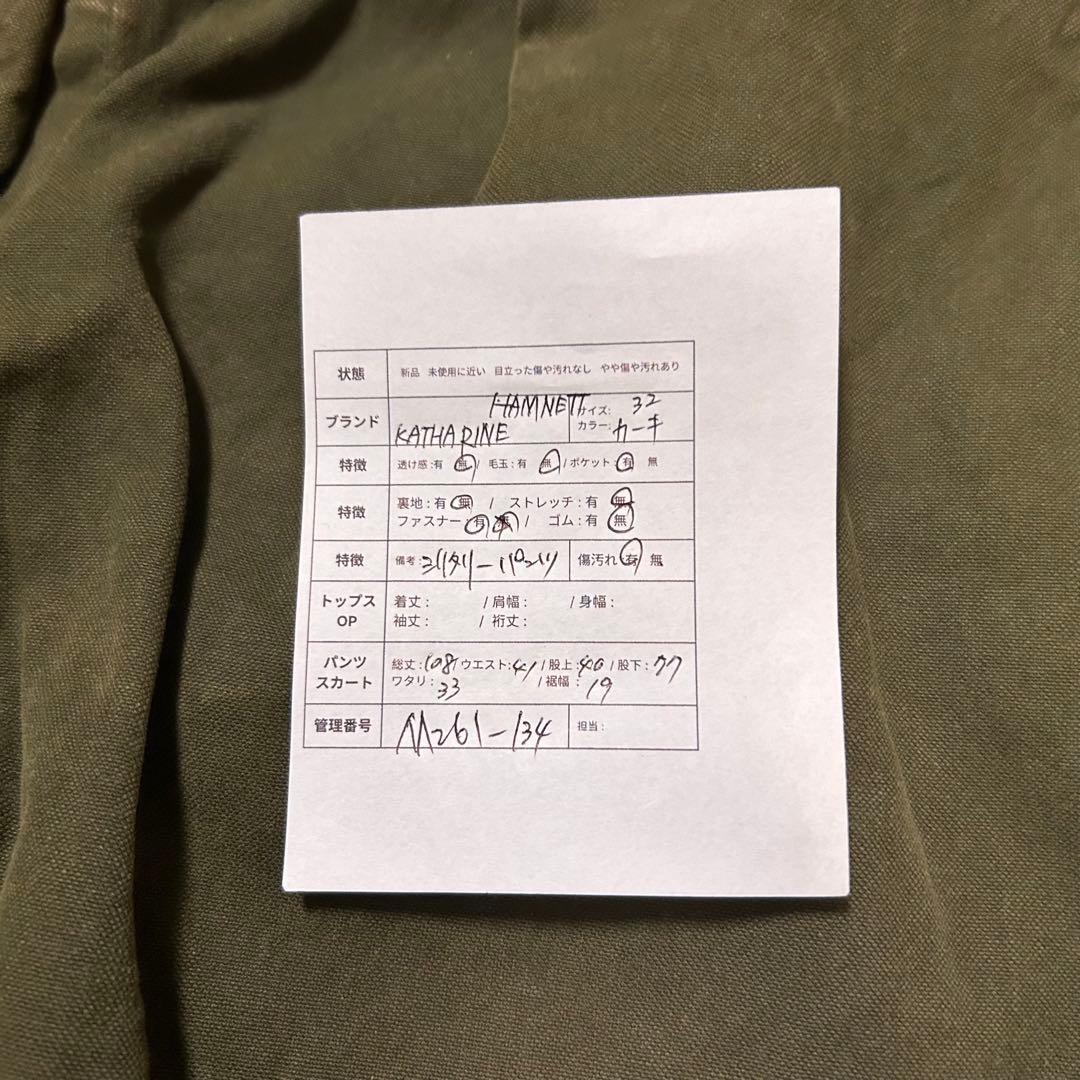 状態 新品 未使用に近い 目立った傷や汚れなし やや傷や汚れあり
ブランド KATHARINE HAMNETT サイズ: 32
カラー: カーキ
特徴 透け感:有 無 / 毛玉:有 無 / ポケット:有 無
特徴 裏地:有 無 / ストレッチ:有 無
ファスナー:有 無 / ゴム:有 無
特徴 備考:ミリタリーパンツ 傷汚れ 有 無
トップス OP 着丈: / 肩幅: / 身幅:
袖丈: / 裄丈:
パンツ スカート 総丈:108 / ウエスト:41 / 股上:40 / 股下:77
ワタリ:33 / 裾幅:19
管理番号 M261-134 担当: